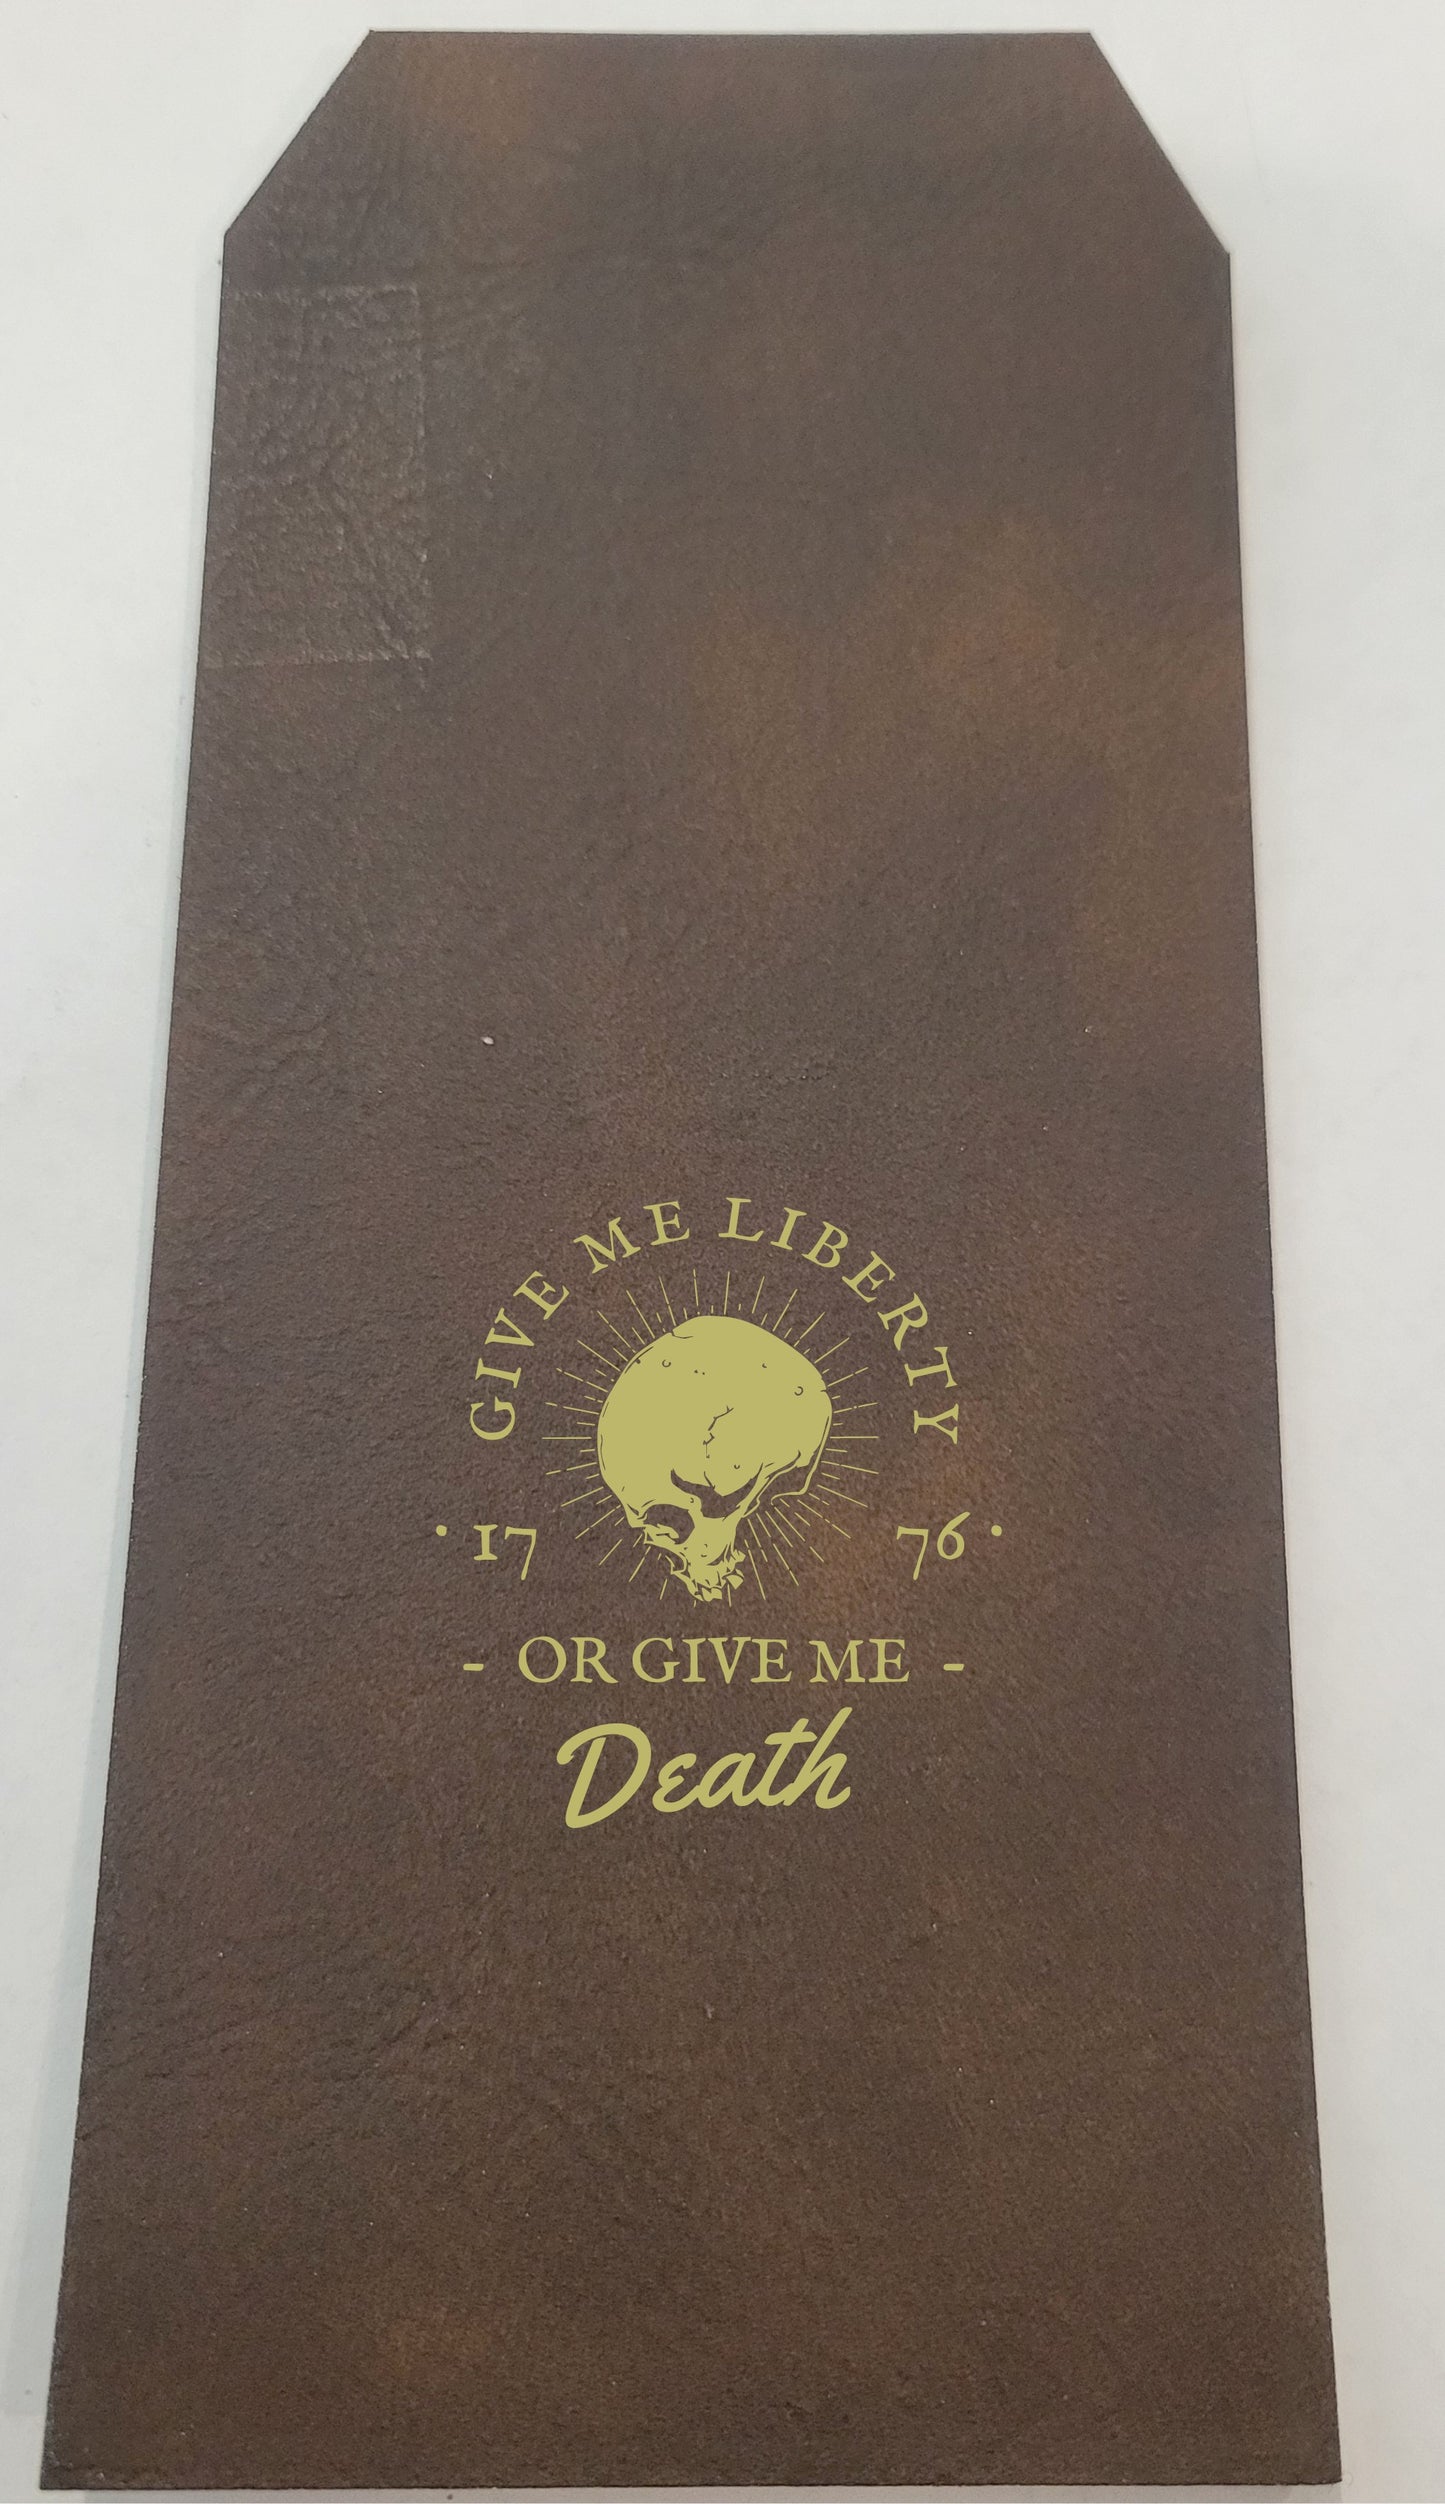 GIVE ME LIBERTY
· 17 76 ·
- OR GIVE ME -
Death